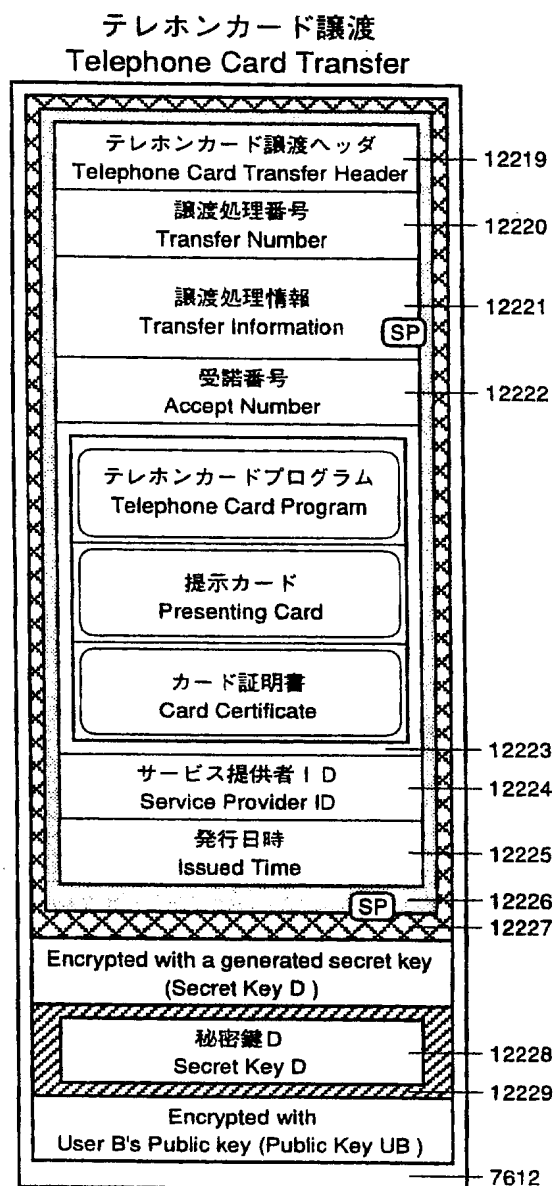 テレホンカード譲渡
Telephone Card Transfer
テレホンカード譲渡ヘッダ
Telephone Card Transfer Header
12219
譲渡処理番号
Transfer Number
12220
譲渡処理情報
Transfer Information
SP
12221
受諾番号
Accept Number
12222
テレホンカードプログラム
Telephone Card Program
提示カード
Presenting Card
カード証明書
Card Certificate
12223
サービス提供者ID
Service Provider ID
12224
発行日時
Issued Time
12225
SP
12226
12227
Encrypted with a generated secret key
(Secret Key D )
秘密鍵D
Secret Key D
12228
12229
Encrypted with
User B's Public key (Public Key UB )
7612